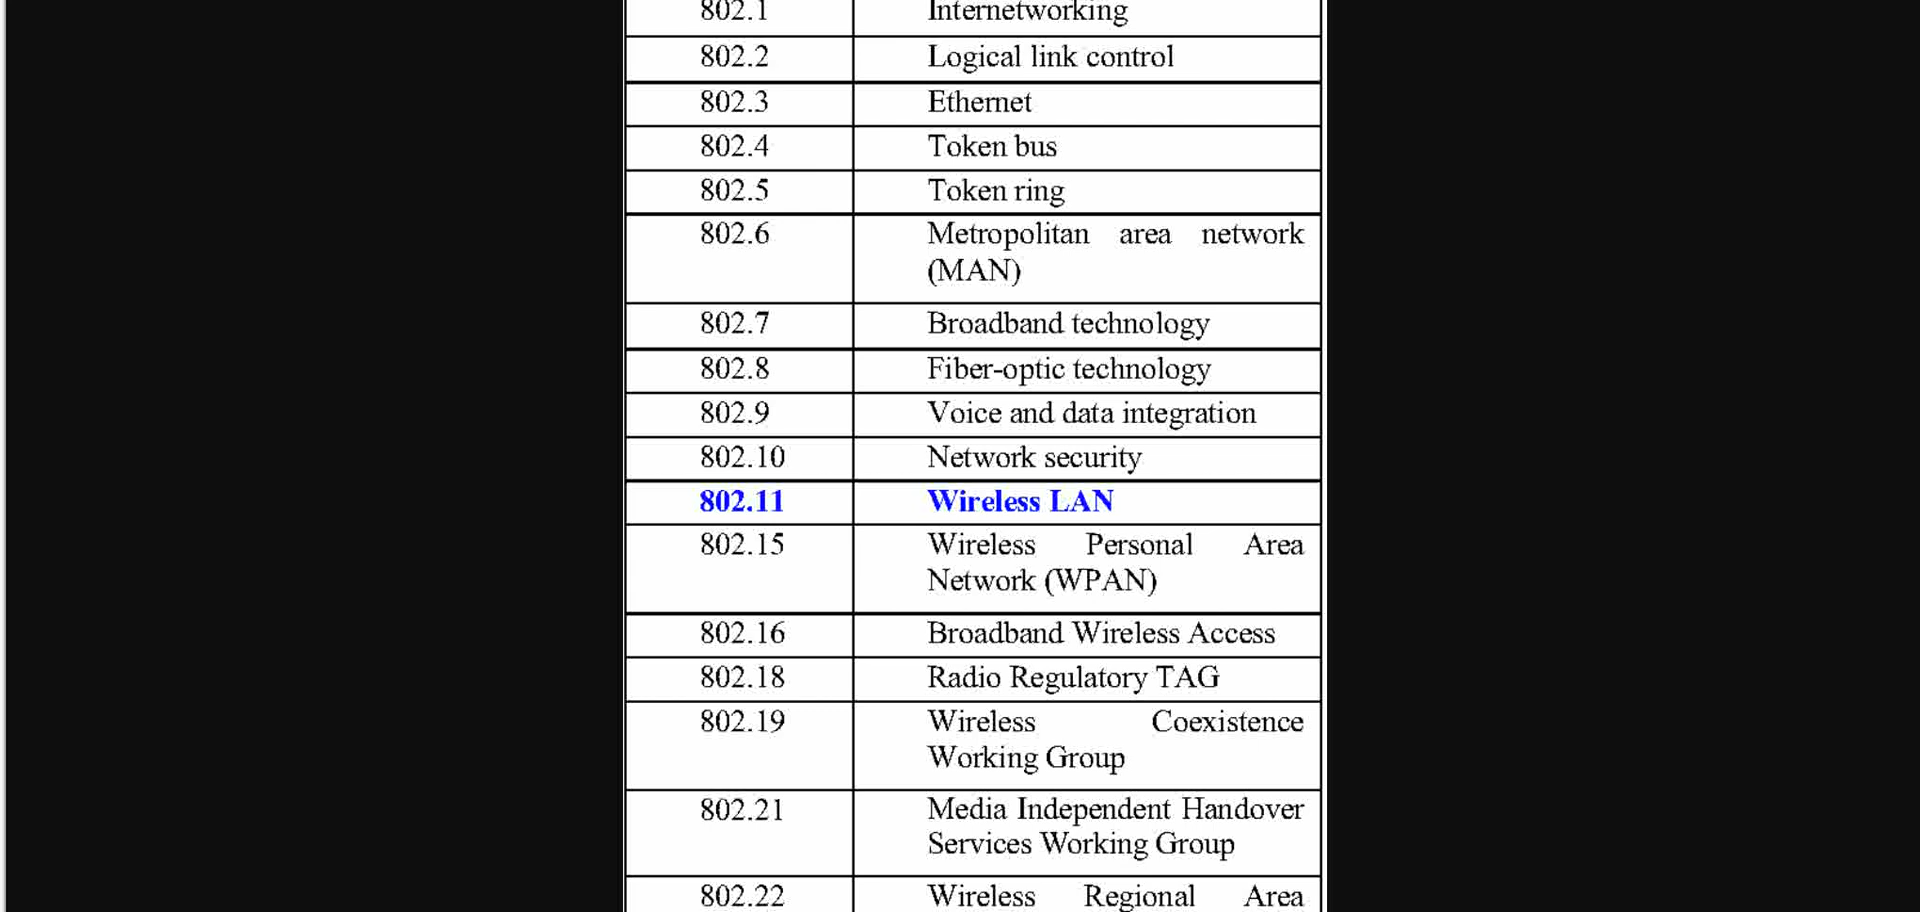 802.1 Internetworking
802.2 Logical link control
802.3 Ethernet
802.4 Token bus
802.5 Token ring
802.6 Metropolitan area network
(MAN)
802.7 Broadband technology
802.8 Fiber-optic technology
802.9 Voice and data integration
802.10 Network security
802.11 Wireless LAN
802.15 Wireless Personal Area
Network (WPAN)
802.16 Broadband Wireless Access
802.18 Radio Regulatory TAG
802.19 Wireless Coexistence
Working Group
802.21 Media Independent Handover
Services Working Group
802.22 Wireless Regional Area